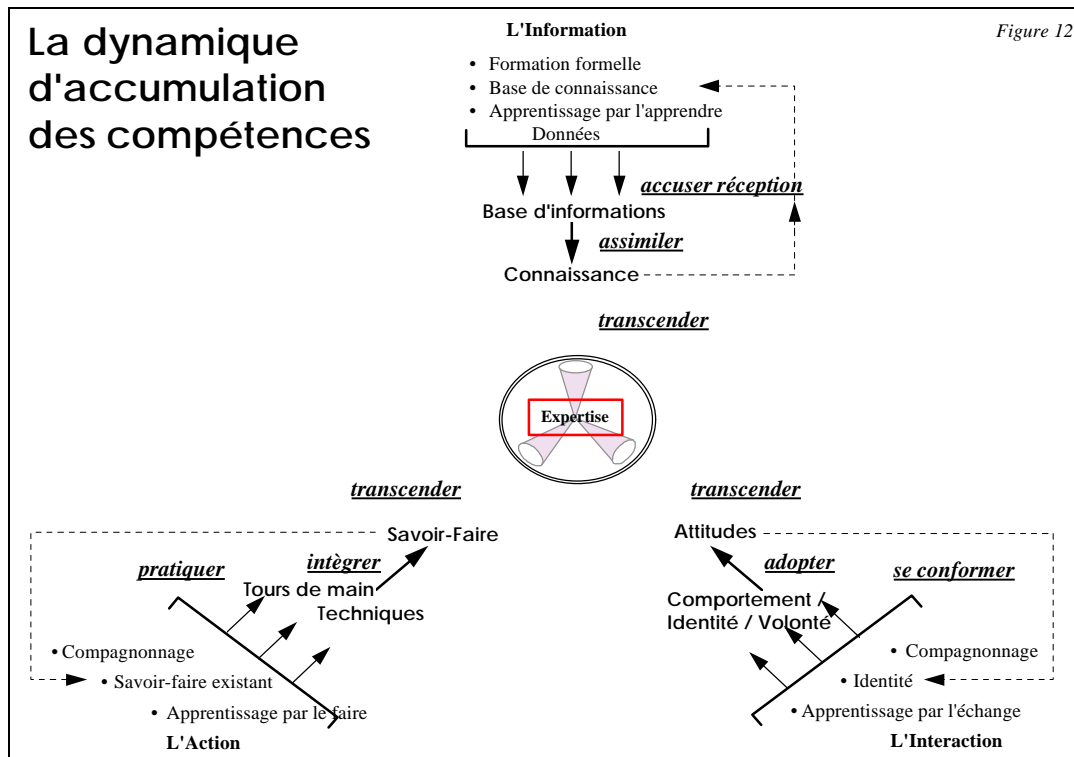 La dynamique
d'accumulation
des compétences
L'Information
Figure 12
• Formation formelle
• Base de connaissance
• Apprentissage par l'apprendre
Données
accuser réception
Base d'informations
assimiler
Connaissance
transcender
Expertise
transcender
transcender
Savoir-Faire
Attitudes
pratiquer
intègrer
adopter
se conformer
Tours de main
Techniques
Comportement /
Identité / Volonté
• Compagnonnage
• Savoir-faire existant
• Apprentissage par le faire
L'Action
• Compagnonnage
• Identité
• Apprentissage par l'échange
L'Interaction